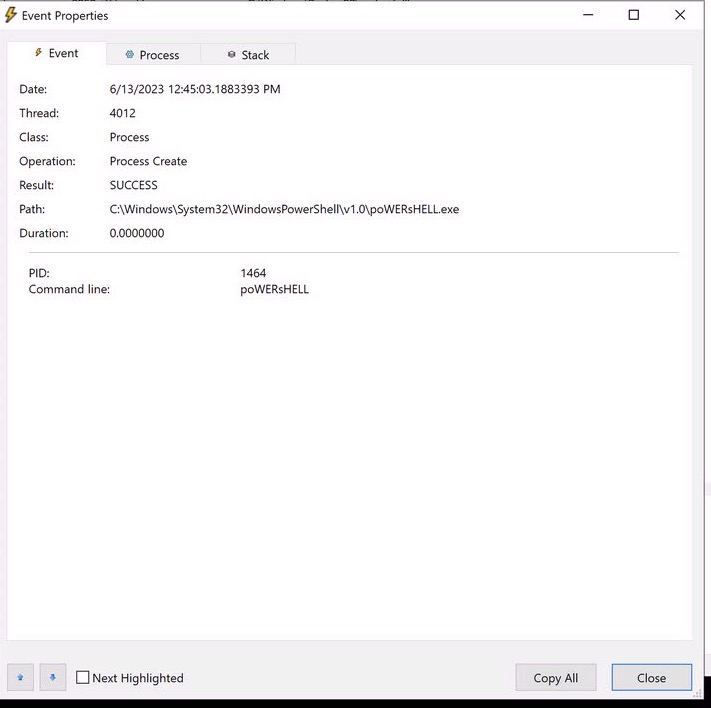 Event Properties
Event Process Stack
Date: 6/13/2023 12:45:03.1883393 PM
Thread: 4012
Class: Process
Operation: Process Create
Result: SUCCESS
Path: C:\Windows\System32\WindowsPowerShell\v1.0\poWERsHELL.exe
Duration: 0.0000000
PID: 1464
Command line: poWERsHELL
Next Highlighted Copy All Close